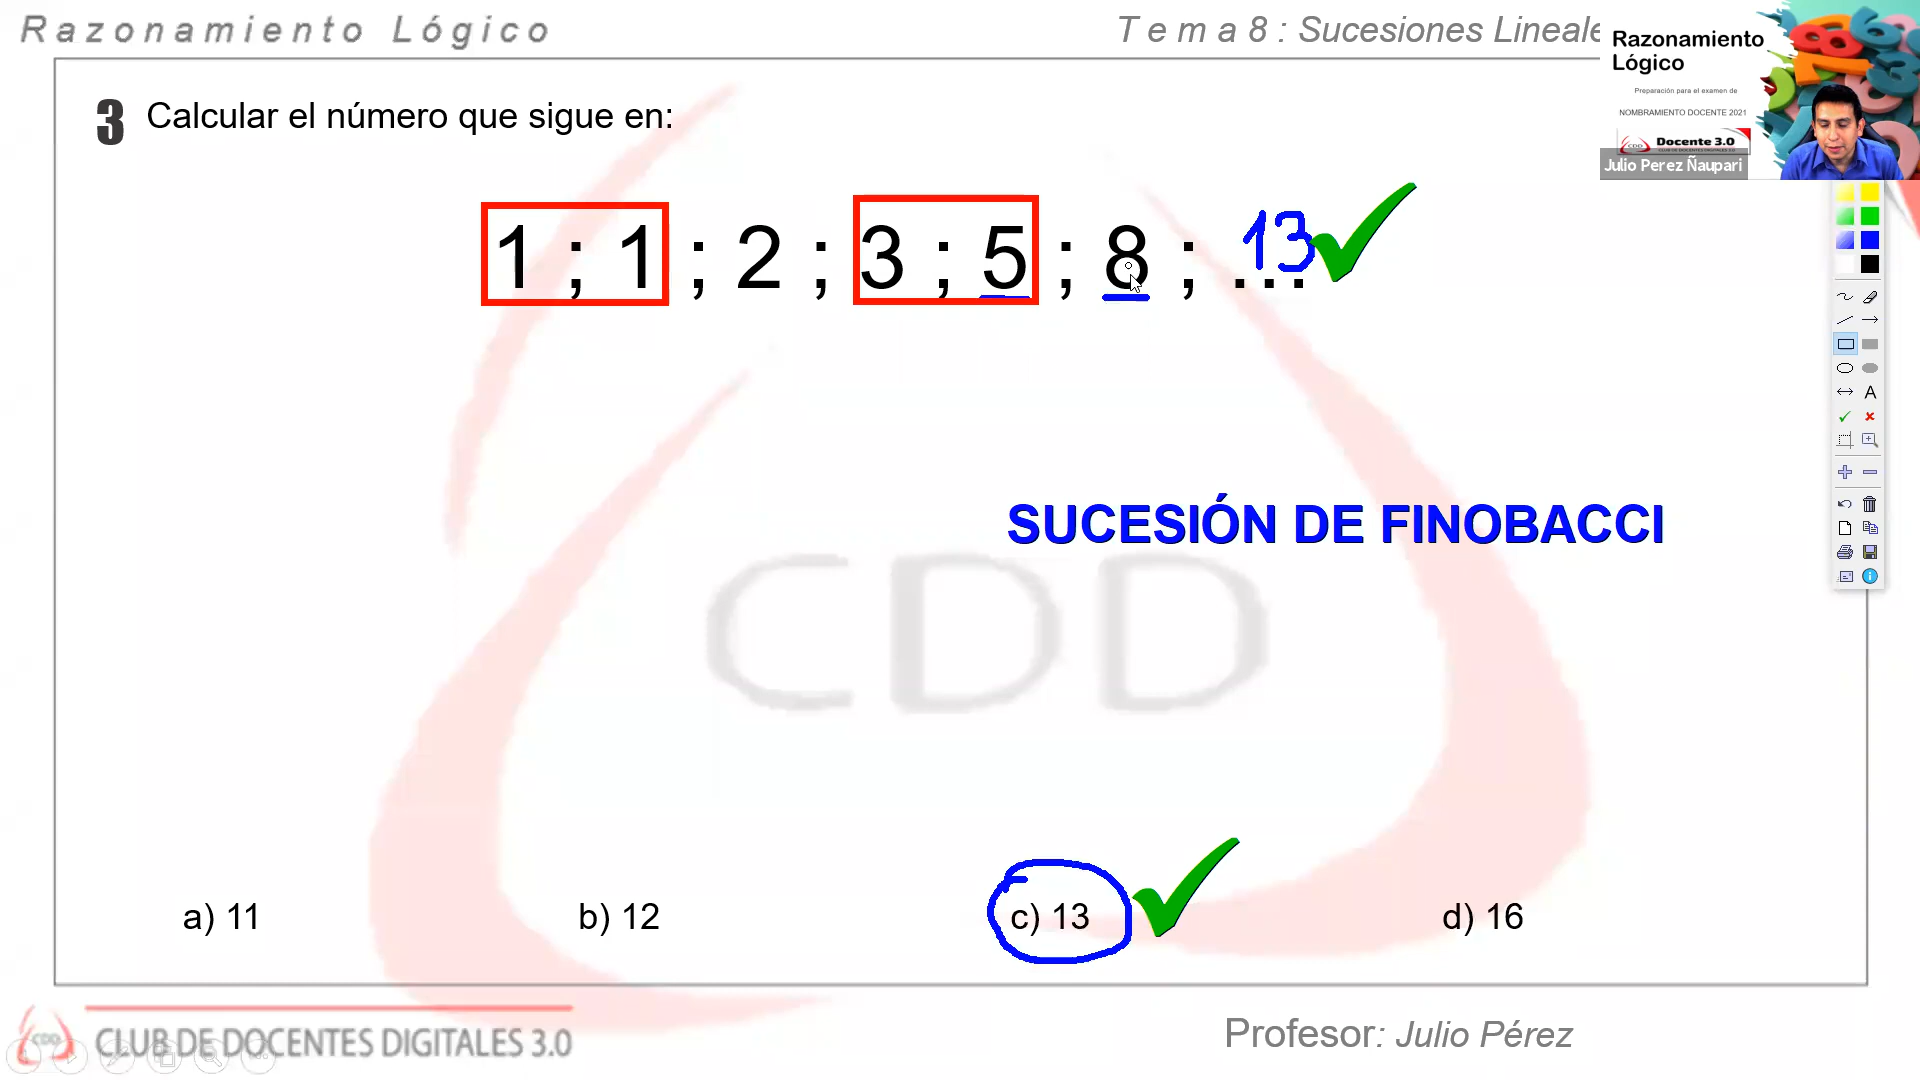 Razonamiento Lógico
Tema 8 : Sucesiones Lineale
Razonamiento
Lógico
Preparación para el examen de
NOMBRAMIENTO DOCENTE 2021
CDD Docente 3.0
Julio Perez Ñaupari
3 Calcular el número que sigue en:
1 ; 1 ; 2 ; 3 ; 5 ; 8 ; ... 13
SUCESIÓN DE FINOBACCI
CDD
a) 11 b) 12 c) 13 d) 16
CDD CLUB DE DOCENTES DIGITALES 3.0
Profesor: Julio Pérez